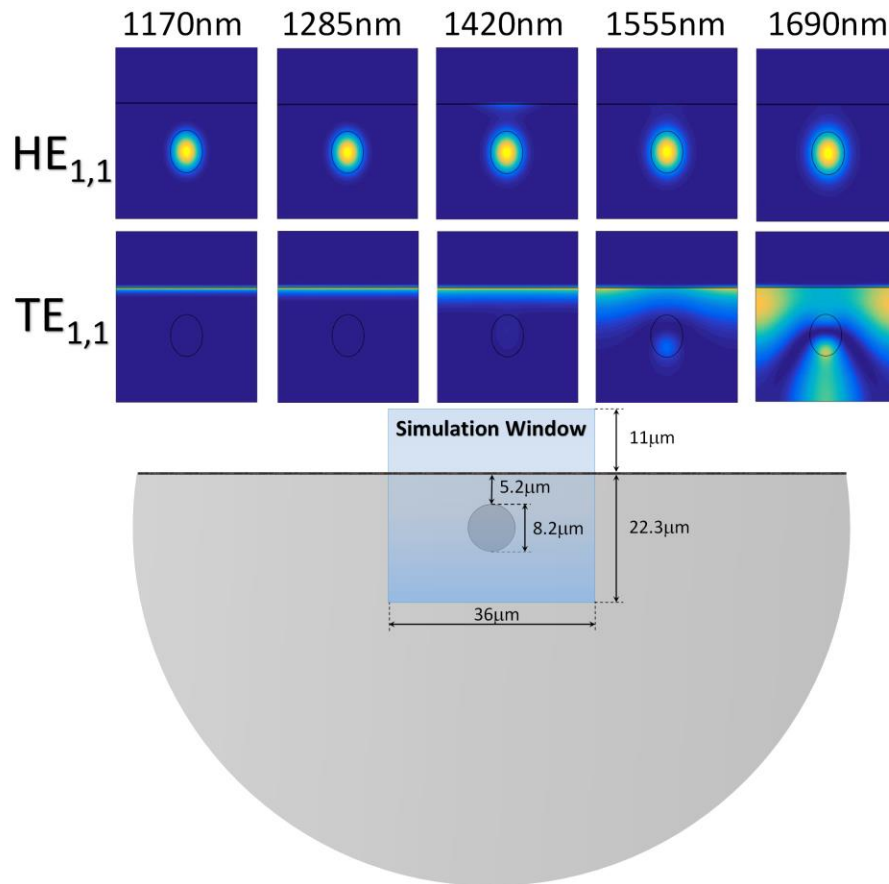 1170nm 1285nm 1420nm 1555nm 1690nm
HE1,1
TE1,1
Simulation Window
11μm
5.2μm
8.2μm
22.3μm
36μm